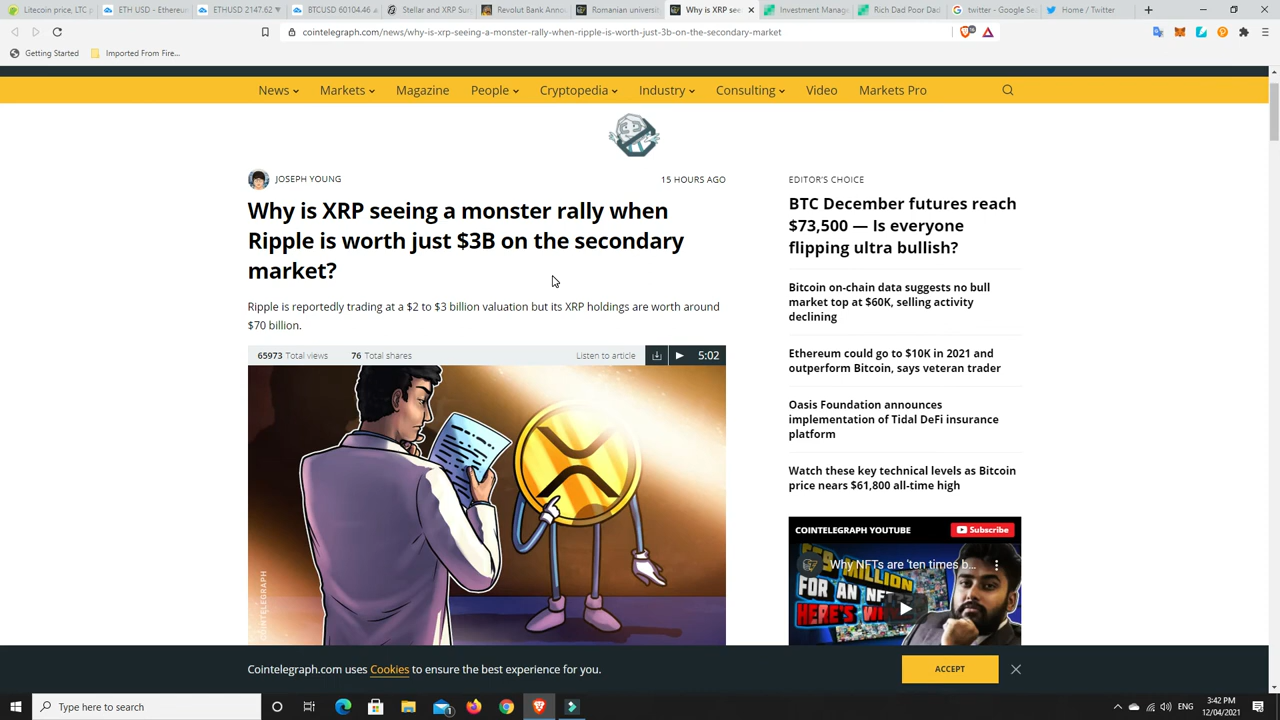 Litecoin price, LTC p
ETH USD - Ethereu
ETHUSD 2147.62
BTCUSD 60104.46
Stellar and XRP Su
Revolut Bank Anno
Romanian universit
Why is XRP see
Investment Manag
Rich Dad Poor Dad
twitter - Google Se
Home / Twitter
cointelegraph.com/news/why-is-xrp-seeing-a-monster-rally-when-ripple-is-worth-just-3b-on-the-secondary-market
Getting Started
Imported From Fire...
News
Markets
Magazine
People
Cryptopedia
Industry
Consulting
Video
Markets Pro
JOSEPH YOUNG
15 HOURS AGO
Why is XRP seeing a monster rally when
Ripple is worth just $3B on the secondary
market?
Ripple is reportedly trading at a $2 to $3 billion valuation but its XRP holdings are worth around
$70 billion.
65973 Total views
76 Total shares
Listen to article
5:02
COINTELEGRAPH
EDITOR'S CHOICE
BTC December futures reach
$73,500 — Is everyone
flipping ultra bullish?
Bitcoin on-chain data suggests no bull
market top at $60K, selling activity
declining
Ethereum could go to $10K in 2021 and
outperform Bitcoin, says veteran trader
Oasis Foundation announces
implementation of Tidal DeFi insurance
platform
Watch these key technical levels as Bitcoin
price nears $61,800 all-time high
COINTELEGRAPH YOUTUBE
Subscribe
Why NFTs are 'ten times b...
FOR AN NF
Cointelegraph.com uses Cookies to ensure the best experience for you.
ACCEPT
Type here to search
ENG
3:42 PM
12/04/2021